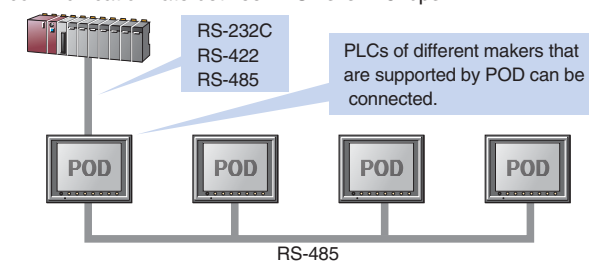 RS-232C
RS-422
RS-485
PLCs of different makers that
are supported by POD can be
connected.
POD POD POD POD
RS-485